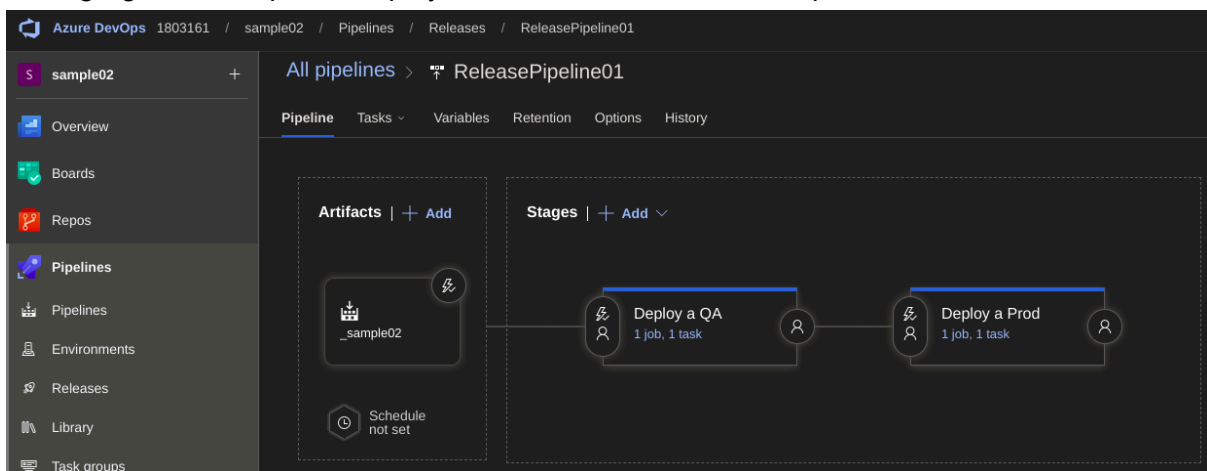 Azure DevOps 1803161 / sample02 / Pipelines / Releases / ReleasePipeline01
S sample02 +
All pipelines > ReleasePipeline01
Pipeline Tasks Variables Retention Options History
Overview
Boards
Repos
Pipelines
Pipelines
Environments
Releases
Library
Task groups
Artifacts | + Add
_sample02
Schedule
not set
Stages | + Add
Deploy a QA
1 job, 1 task
Deploy a Prod
1 job, 1 task